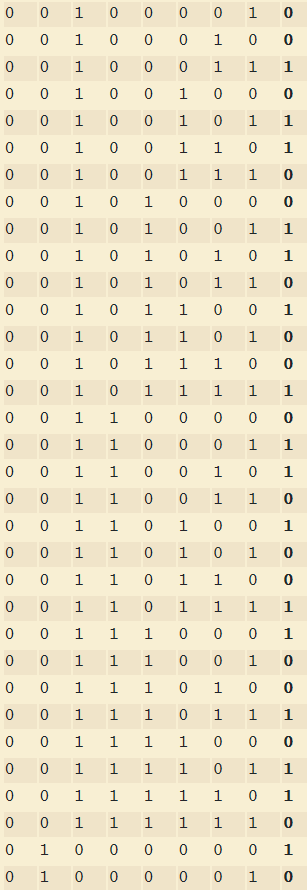 0 0 1 0 0 0 0 1 0
0 0 1 0 0 0 1 0 0
0 0 1 0 0 0 1 1 1
0 0 1 0 0 1 0 0 0
0 0 1 0 0 1 0 1 1
0 0 1 0 0 1 1 0 1
0 0 1 0 0 1 1 1 0
0 0 1 0 1 0 0 0 0
0 0 1 0 1 0 0 1 1
0 0 1 0 1 0 1 0 1
0 0 1 0 1 0 1 1 0
0 0 1 0 1 1 0 0 1
0 0 1 0 1 1 0 1 0
0 0 1 0 1 1 1 0 0
0 0 1 0 1 1 1 1 1
0 0 1 1 0 0 0 0 0
0 0 1 1 0 0 0 1 1
0 0 1 1 0 0 1 0 1
0 0 1 1 0 0 1 1 0
0 0 1 1 0 1 0 0 1
0 0 1 1 0 1 0 1 0
0 0 1 1 0 1 1 0 0
0 0 1 1 0 1 1 1 1
0 0 1 1 1 0 0 0 1
0 0 1 1 1 0 0 1 0
0 0 1 1 1 0 1 0 0
0 0 1 1 1 0 1 1 1
0 0 1 1 1 1 0 0 0
0 0 1 1 1 1 0 1 1
0 0 1 1 1 1 1 0 1
0 0 1 1 1 1 1 1 0
0 1 0 0 0 0 0 0 1
0 1 0 0 0 0 0 1 0